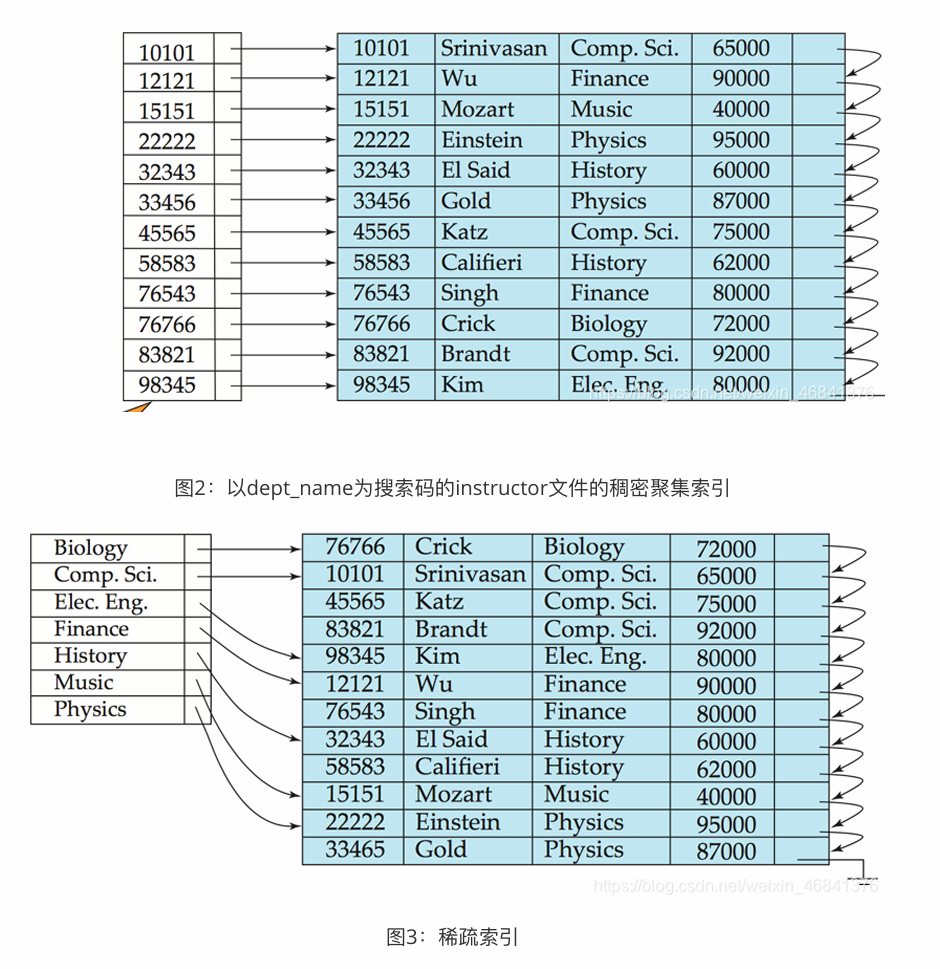 10101 10101 Srinivasan Comp. Sci. 65000
12121 12121 Wu Finance 90000
15151 15151 Mozart Music 40000
22222 22222 Einstein Physics 95000
32343 32343 El Said History 60000
33456 33456 Gold Physics 87000
45565 45565 Katz Comp. Sci. 75000
58583 58583 Califieri History 62000
76543 76543 Singh Finance 80000
76766 76766 Crick Biology 72000
83821 83821 Brandt Comp. Sci. 92000
98345 98345 Kim Elec. Eng. 80000
https://blog.csdn.net/weixin_46841376
图2：以dept_name为搜索码的instructor文件的稠密聚集索引
Biology 76766 Crick Biology 72000
Comp. Sci. 10101 Srinivasan Comp. Sci. 65000
Elec. Eng. 45565 Katz Comp. Sci. 75000
Finance 83821 Brandt Comp. Sci. 92000
History 98345 Kim Elec. Eng. 80000
Music 12121 Wu Finance 90000
Physics 76543 Singh Finance 80000
32343 El Said History 60000
58583 Califieri History 62000
15151 Mozart Music 40000
22222 Einstein Physics 95000
33465 Gold Physics 87000
https://blog.csdn.net/weixin_46841376
图3：稀疏索引